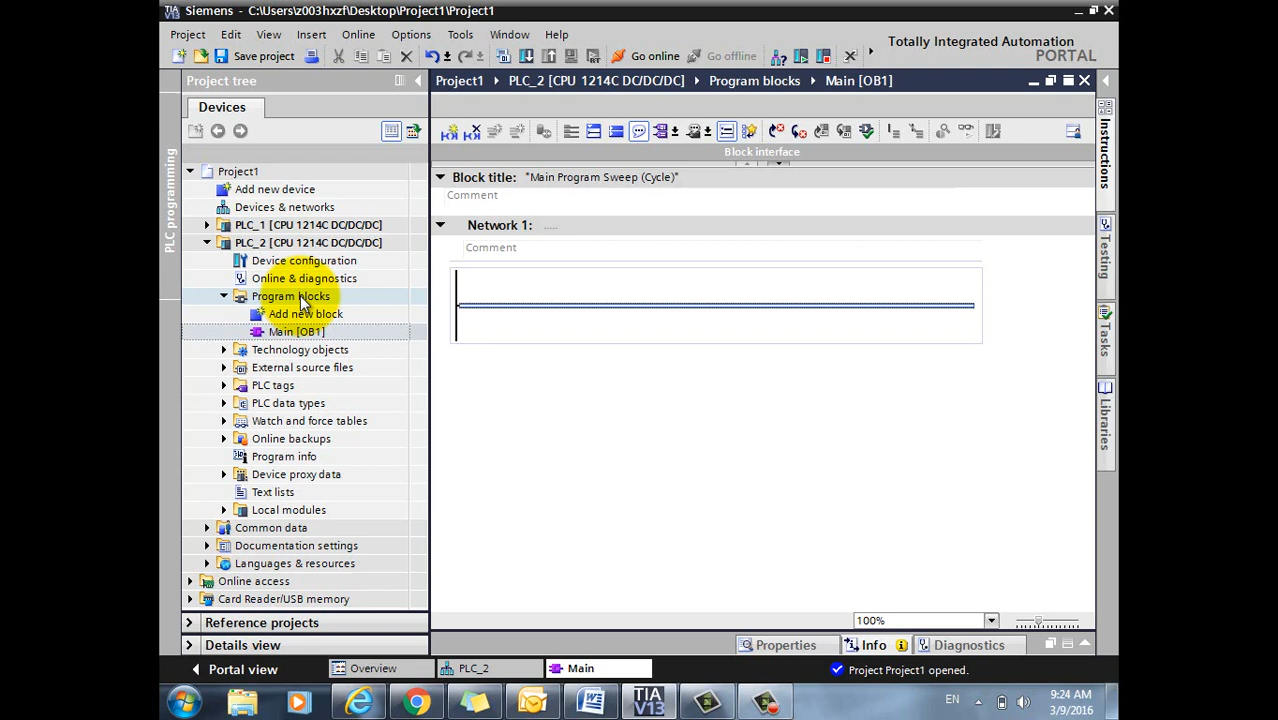 TIA V13 Siemens - C:\Users\z003hxzf\Desktop\Project1\Project1
Project Edit View Insert Online Options Tools Window Help
Totally Integrated Automation
PORTAL
Save project
Go online
Go offline
Project tree
Project1 PLC_2 [CPU 1214C DC/DC/DC] Program blocks Main [OB1]
Devices
PLC programming
Project1
Add new device
Devices & networks
PLC_1 [CPU 1214C DC/DC/DC]
PLC_2 [CPU 1214C DC/DC/DC]
Device configuration
Online & diagnostics
Program blocks
Add new block
Main [OB1]
Technology objects
External source files
PLC tags
PLC data types
Watch and force tables
Online backups
Program info
Device proxy data
Text lists
Local modules
Common data
Documentation settings
Languages & resources
Online access
Card Reader/USB memory
Reference projects
Details view
Block interface
Block title: "Main Program Sweep (Cycle)"
Comment
Network 1: .....
Comment
100%
Instructions
Testing
Tasks
Libraries
Properties Info Diagnostics
Portal view Overview PLC_2 Main
Project Project1 opened.
TIA
V13
EN
9:24 AM
3/9/2016